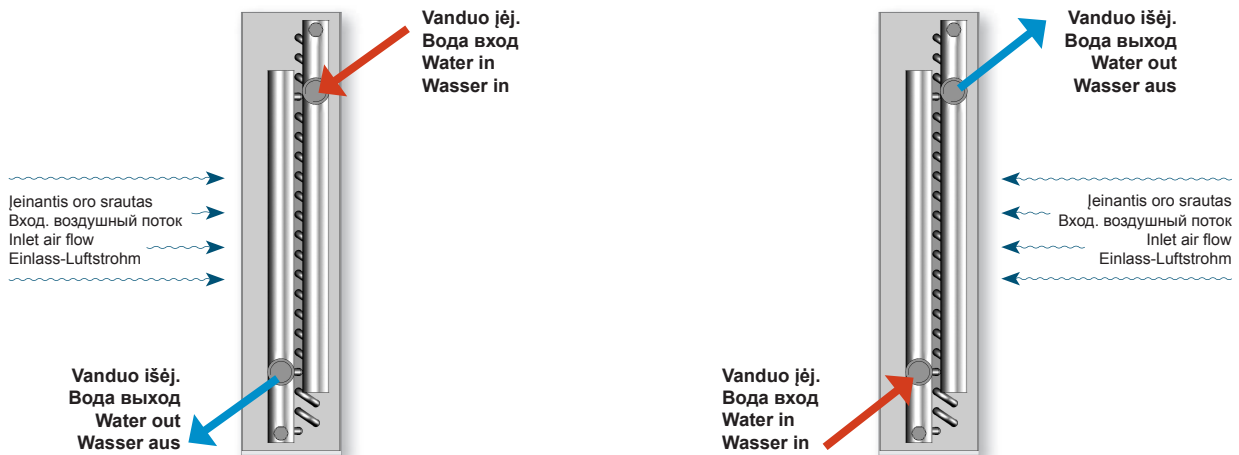 Vanduo įėj.
Вода вход
Water in
Wasser in
Įeinantis oro srautas
Вход. воздушный поток
Inlet air flow
Einlass-Luftstrohm
Vanduo išėj.
Вода выход
Water out
Wasser aus
Vanduo išėj.
Вода выход
Water out
Wasser aus
Įeinantis oro srautas
Вход. воздушный поток
Inlet air flow
Einlass-Luftstrohm
Vanduo įėj.
Вода вход
Water in
Wasser in